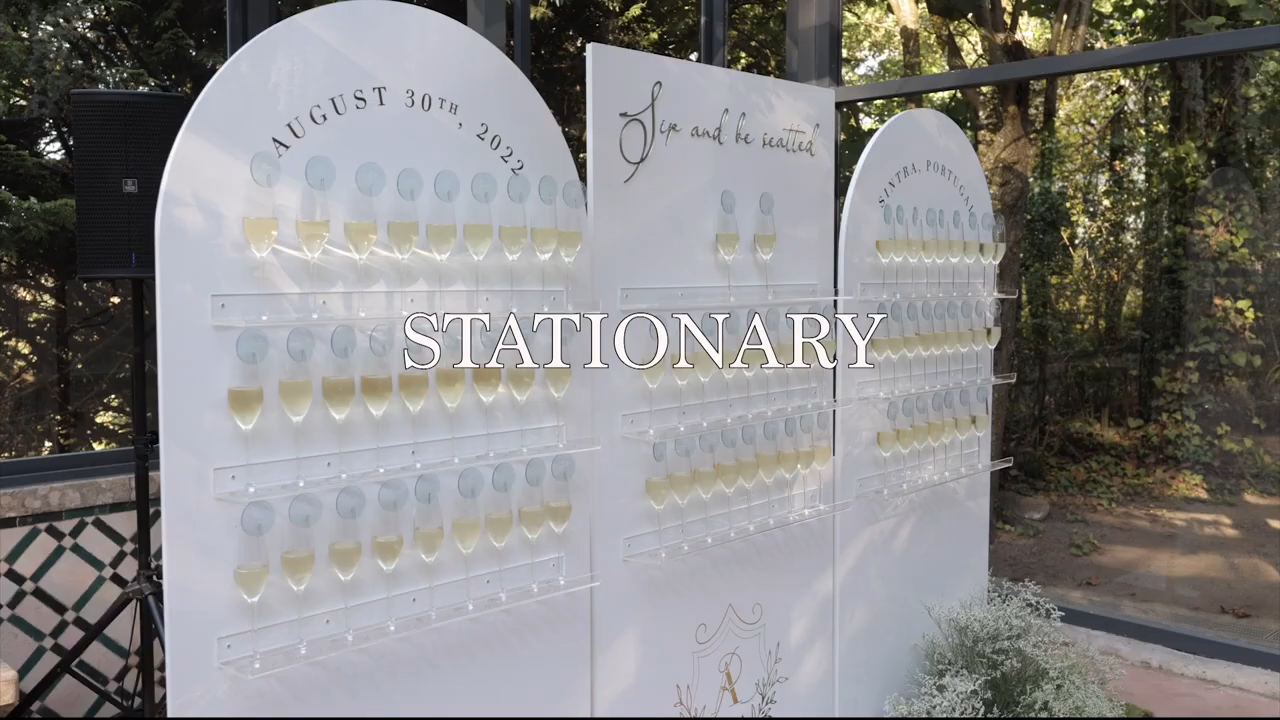 AUGUST 30TH, 2022
Sip and be seatted
SINTRA, PORTUGAL
STATIONARY